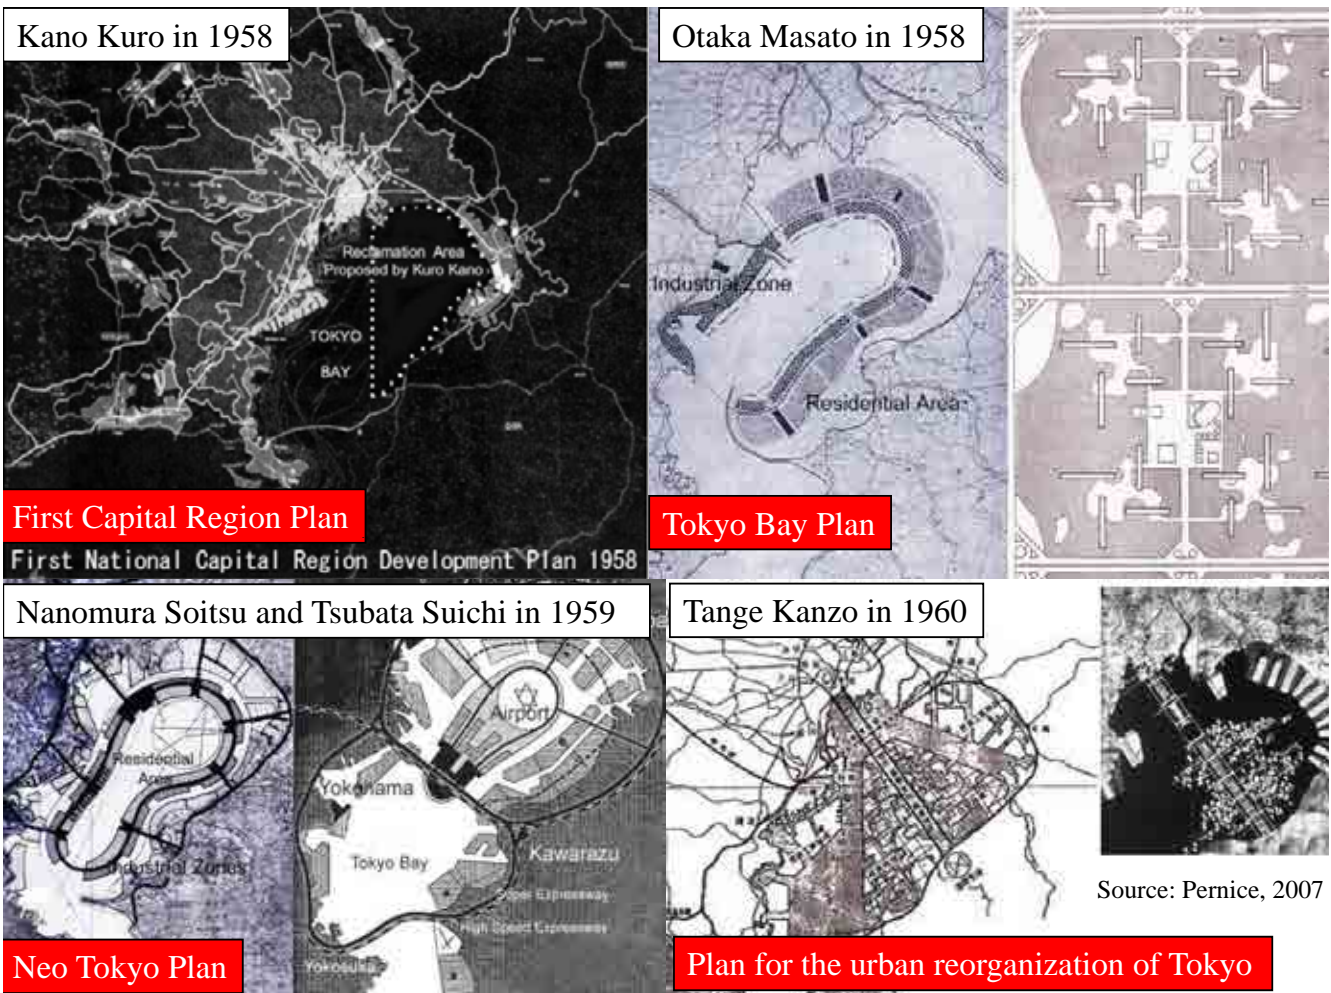 Kano Kuro in 1958
Reclamation Area
Proposed by Kuro Kano
TOKYO
BAY
First Capital Region Plan
First National Capital Region Development Plan 1958
Otaka Masato in 1958
Industrial Zone
Residential Area
Tokyo Bay Plan
Nanomura Soitsu and Tsubata Suichi in 1959
Residential
Area
Industrial Zones
Neo Tokyo Plan
Airport
Yokohama
Tokyo Bay
Kawarazu
Super Expressway
High Speed Expressway
Yokosuka
Tange Kanzo in 1960
Source: Pernice, 2007
Plan for the urban reorganization of Tokyo